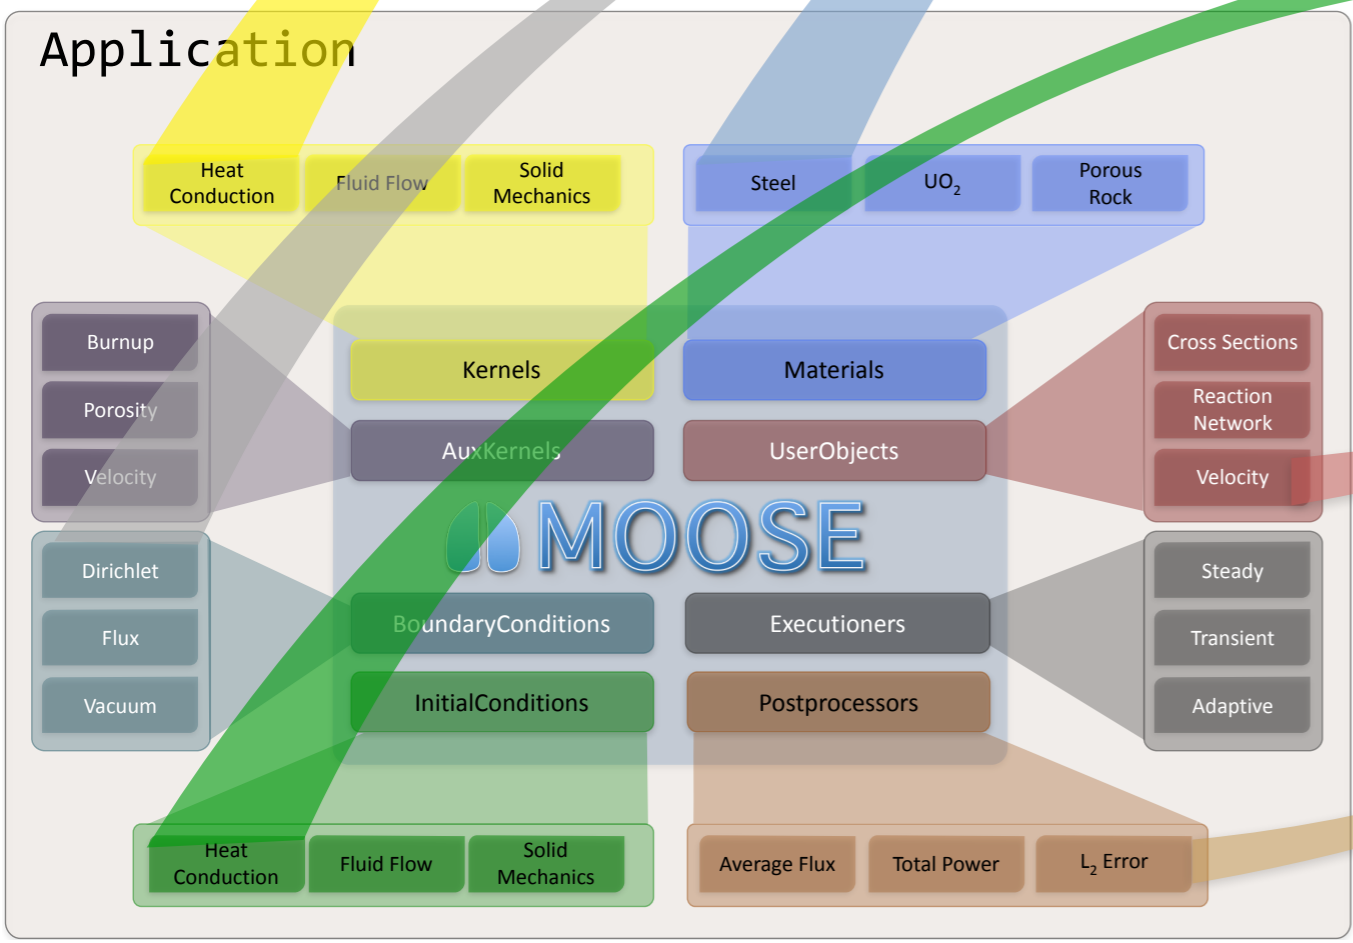 Application
Heat
Conduction
Fluid Flow
Solid
Mechanics
Steel
UO₂
Porous
Rock
Burnup
Porosity
Velocity
Kernels
Materials
AuxKernels
UserObjects
Cross Sections
Reaction
Network
Velocity
MOOSE
Dirichlet
Flux
Vacuum
BoundaryConditions
Executioners
InitialConditions
Postprocessors
Steady
Transient
Adaptive
Heat
Conduction
Fluid Flow
Solid
Mechanics
Average Flux
Total Power
L₂ Error